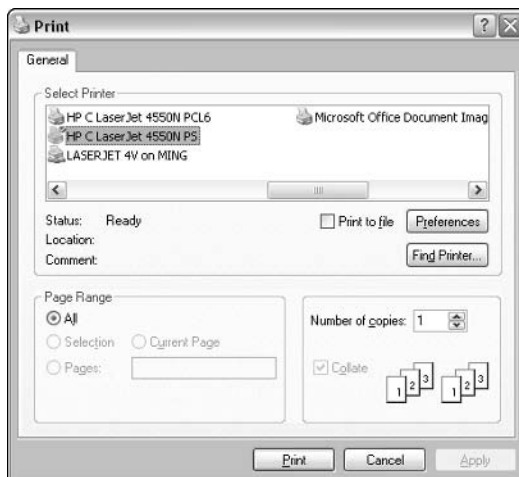 Print
General
Select Printer
HP C LaserJet 4550N PCL6
HP C LaserJet 4550N PS
LASERJET 4V on MING
Microsoft Office Document Imag
Status: Ready
Location:
Comment:
Print to file
Preferences
Find Printer...
Page Range
All
Selection
Current Page
Pages:
Number of copies: 1
Collate
1 2 3 1 2 3
Print
Cancel
Apply